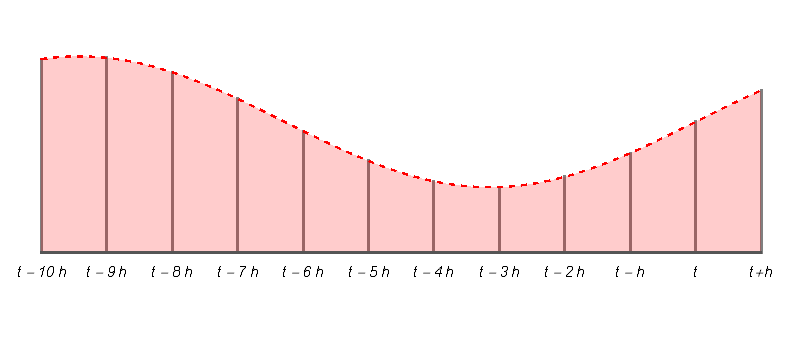 t – 10 h t – 9 h t – 8 h t – 7 h t – 6 h t – 5 h t – 4 h t – 3 h t – 2 h t – h t t+h